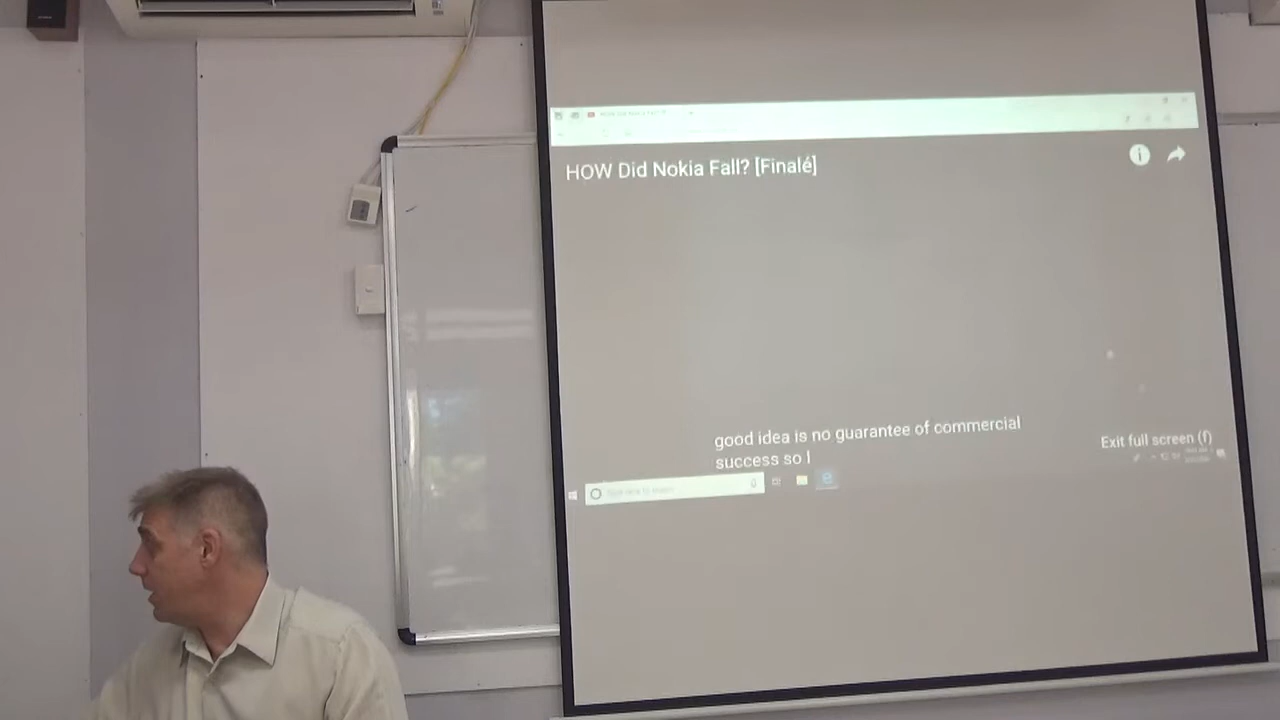 HOW Did Nokia Fall? [Finalé]
good idea is no guarantee of commercial
success so I
Exit full screen (f)